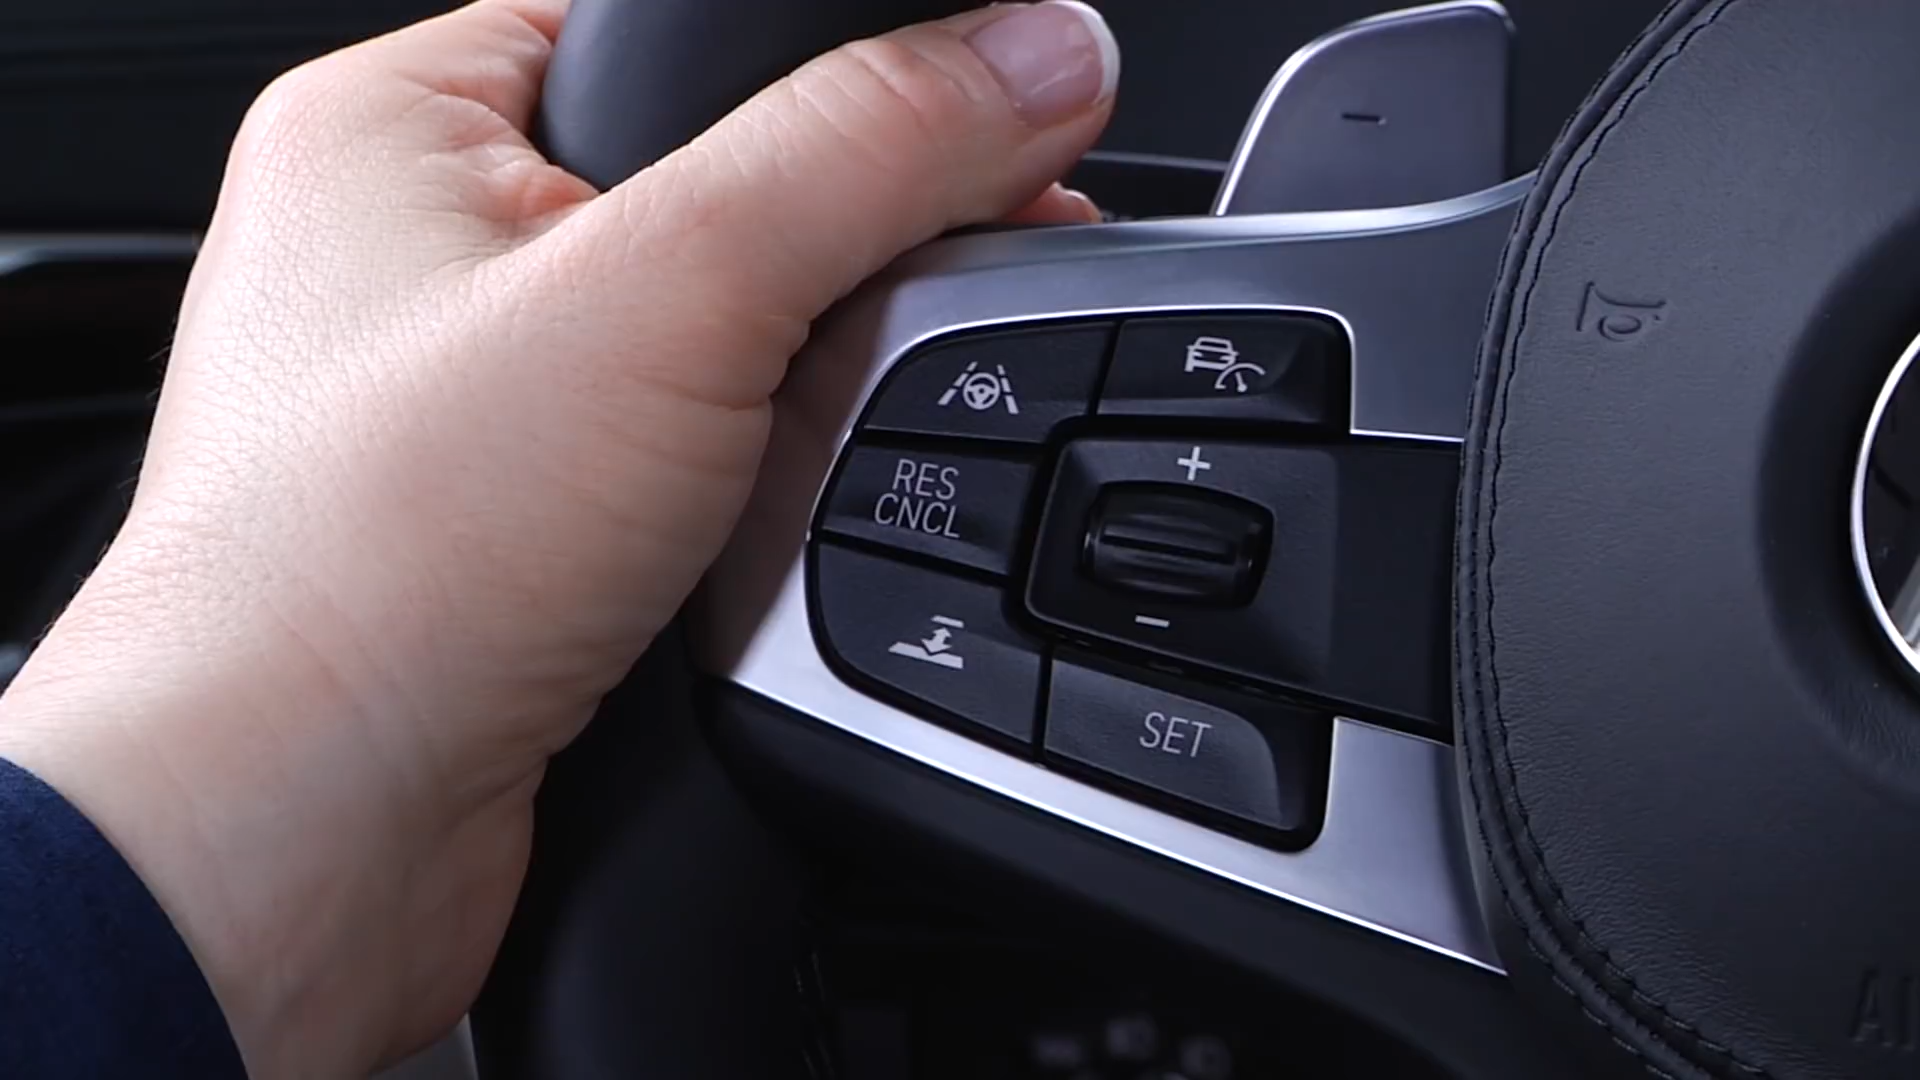 −
+
RES
CNCL
−
SET